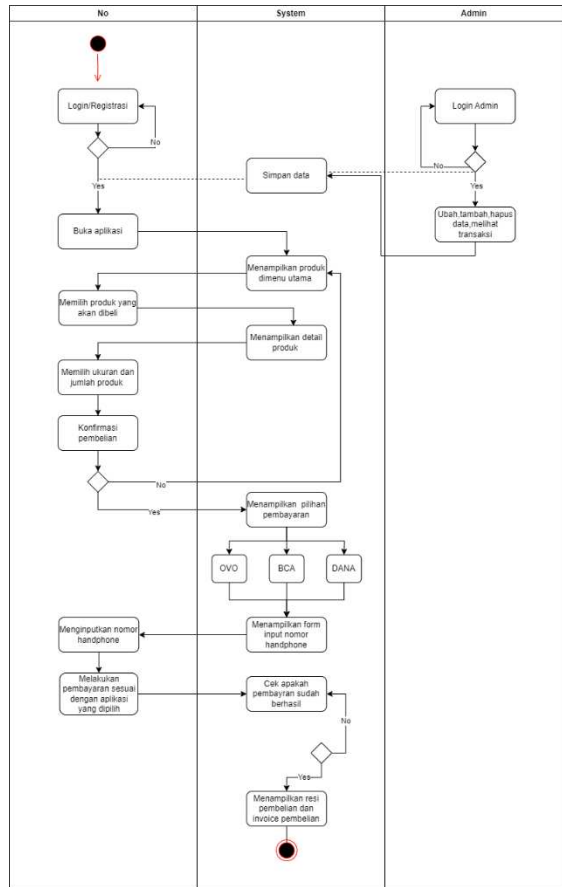 No
System
Admin
Login/Registrasi
No
Yes
Login Admin
No
Yes
Simpan data
Ubah,tambah,hapus
data,melihat
transaksi
Buka aplikasi
Menampilkan produk
dimenu utama
Memilih produk yang
akan dibeli
Menampilkan detail
produk
Memilih ukuran dan
jumlah produk
Konfirmasi
pembelian
No
Yes
Menampilkan pilihan
pembayaran
OVO
BCA
DANA
Menampilkan form
input nomor
handphone
Menginputkan nomor
handphone
Melakukan
pembayaran sesuai
dengan aplikasi
yang dipilih
Cek apakah
pembayran sudah
berhasil
No
Yes
Menampilkan resi
pembelian dan
invoice pembelian